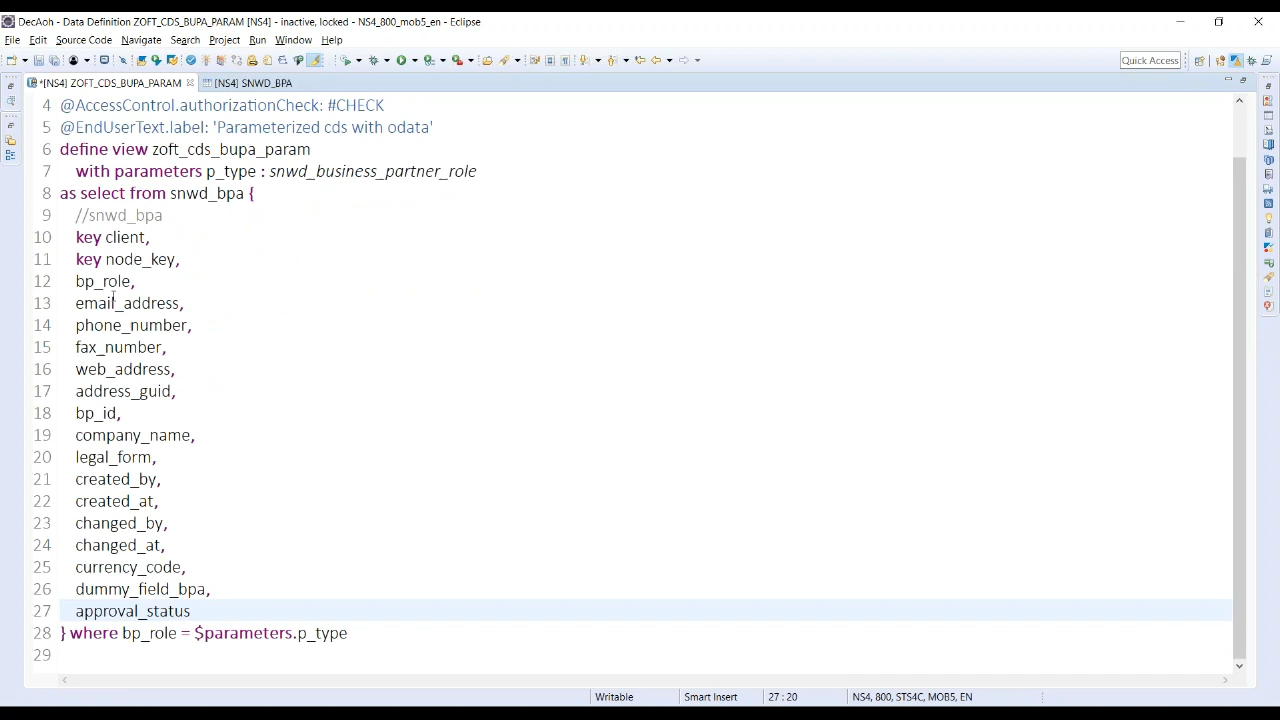 DecAoh - Data Definition ZOFT_CDS_BUPA_PARAM [NS4] - inactive, locked - NS4_800_mob5_en - Eclipse
File Edit Source Code Navigate Search Project Run Window Help
Quick Access
*[NS4] ZOFT_CDS_BUPA_PARAM [NS4] SNWD_BPA
4 @AccessControl.authorizationCheck: #CHECK
5 @EndUserText.label: 'Parameterized cds with odata'
6 define view zoft_cds_bupa_param
7 with parameters p_type : snwd_business_partner_role
8 as select from snwd_bpa {
9 //snwd_bpa
10 key client,
11 key node_key,
12 bp_role,
13 email_address,
14 phone_number,
15 fax_number,
16 web_address,
17 address_guid,
18 bp_id,
19 company_name,
20 legal_form,
21 created_by,
22 created_at,
23 changed_by,
24 changed_at,
25 currency_code,
26 dummy_field_bpa,
27 approval_status
28 } where bp_role = $parameters.p_type
29
Writable Smart Insert 27 : 20 NS4, 800, STS4C, MOB5, EN